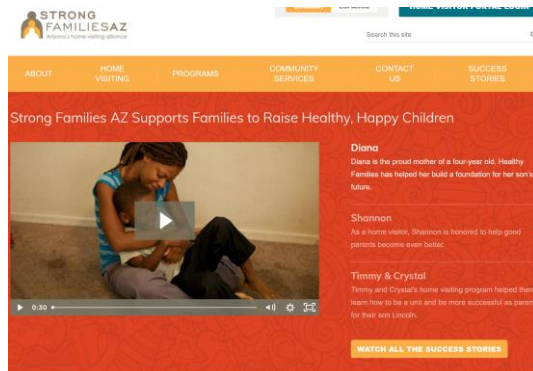 STRONG
FAMILIESAZ
Arizona's home visiting alliance
HOME VISITOR PORTAL LOGIN
Search this site
ABOUT
HOME
VISITING
PROGRAMS
COMMUNITY
SERVICES
CONTACT
US
SUCCESS
STORIES
Strong Families AZ Supports Families to Raise Healthy, Happy Children
Diana
Diana is the proud mother of a four-year old. Healthy
Families has helped her build a foundation for her son's
future.
Shannon
As a home visitor, Shannon is honored to help good
parents become even better.
Timmy & Crystal
Timmy and Crystal's home visiting program helped them
learn how to be a unit and be more successful as paren
for their son Lincoln.
0:30
WATCH ALL THE SUCCESS STORIES